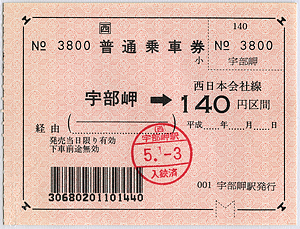 西
140
№ 3800 普通乗車券 № 3800
小 宇部岬
西日本会社線
宇部岬 ➡ 140円区間
経由( ) 平成 年 月 日
発売当日限り有効
下車前途無効
西
宇部岬駅
5.-3
入鋏済
30680201101440
001 宇部岬駅発行